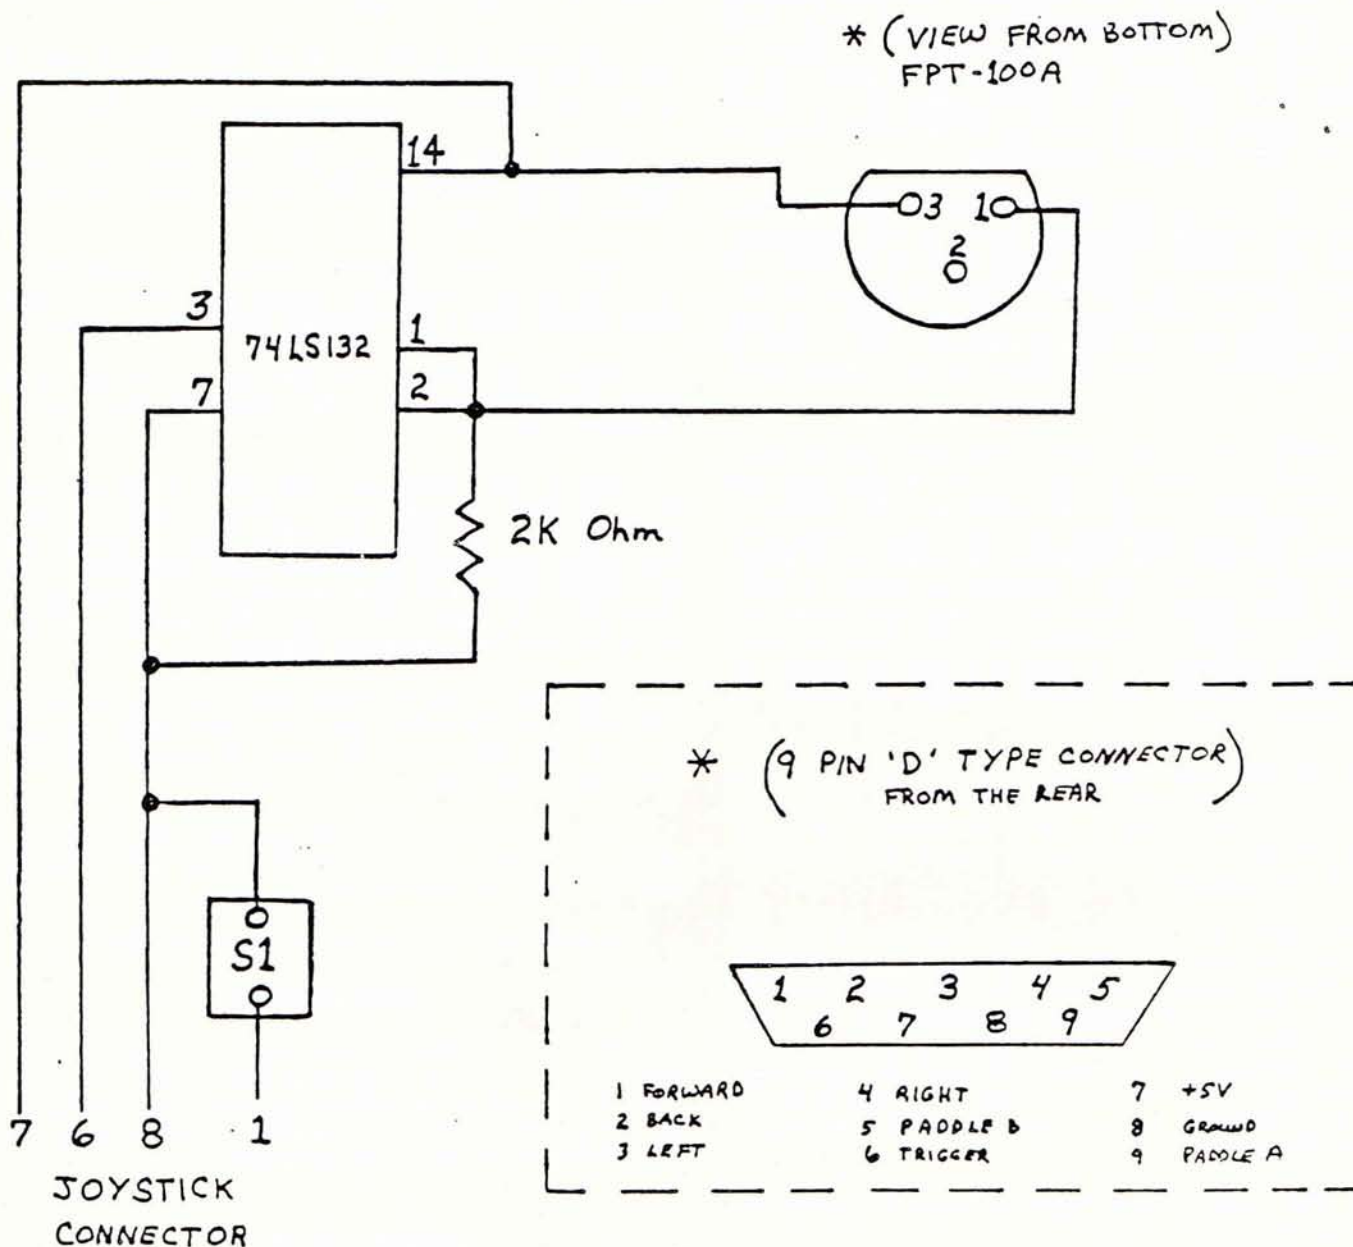 * (VIEW FROM BOTTOM)
FPT-100A
14
3
1
2
3
7
74LS132
1
2
2K Ohm
* (9 PIN 'D' TYPE CONNECTOR)
FROM THE REAR
S1
1 2 3 4 5
6 7 8 9
1 FORWARD
2 BACK
3 LEFT
4 RIGHT
5 PADDLE B
6 TRIGGER
7 +5V
8 GROUND
9 PADDLE A
7 6 8 1
JOYSTICK
CONNECTOR